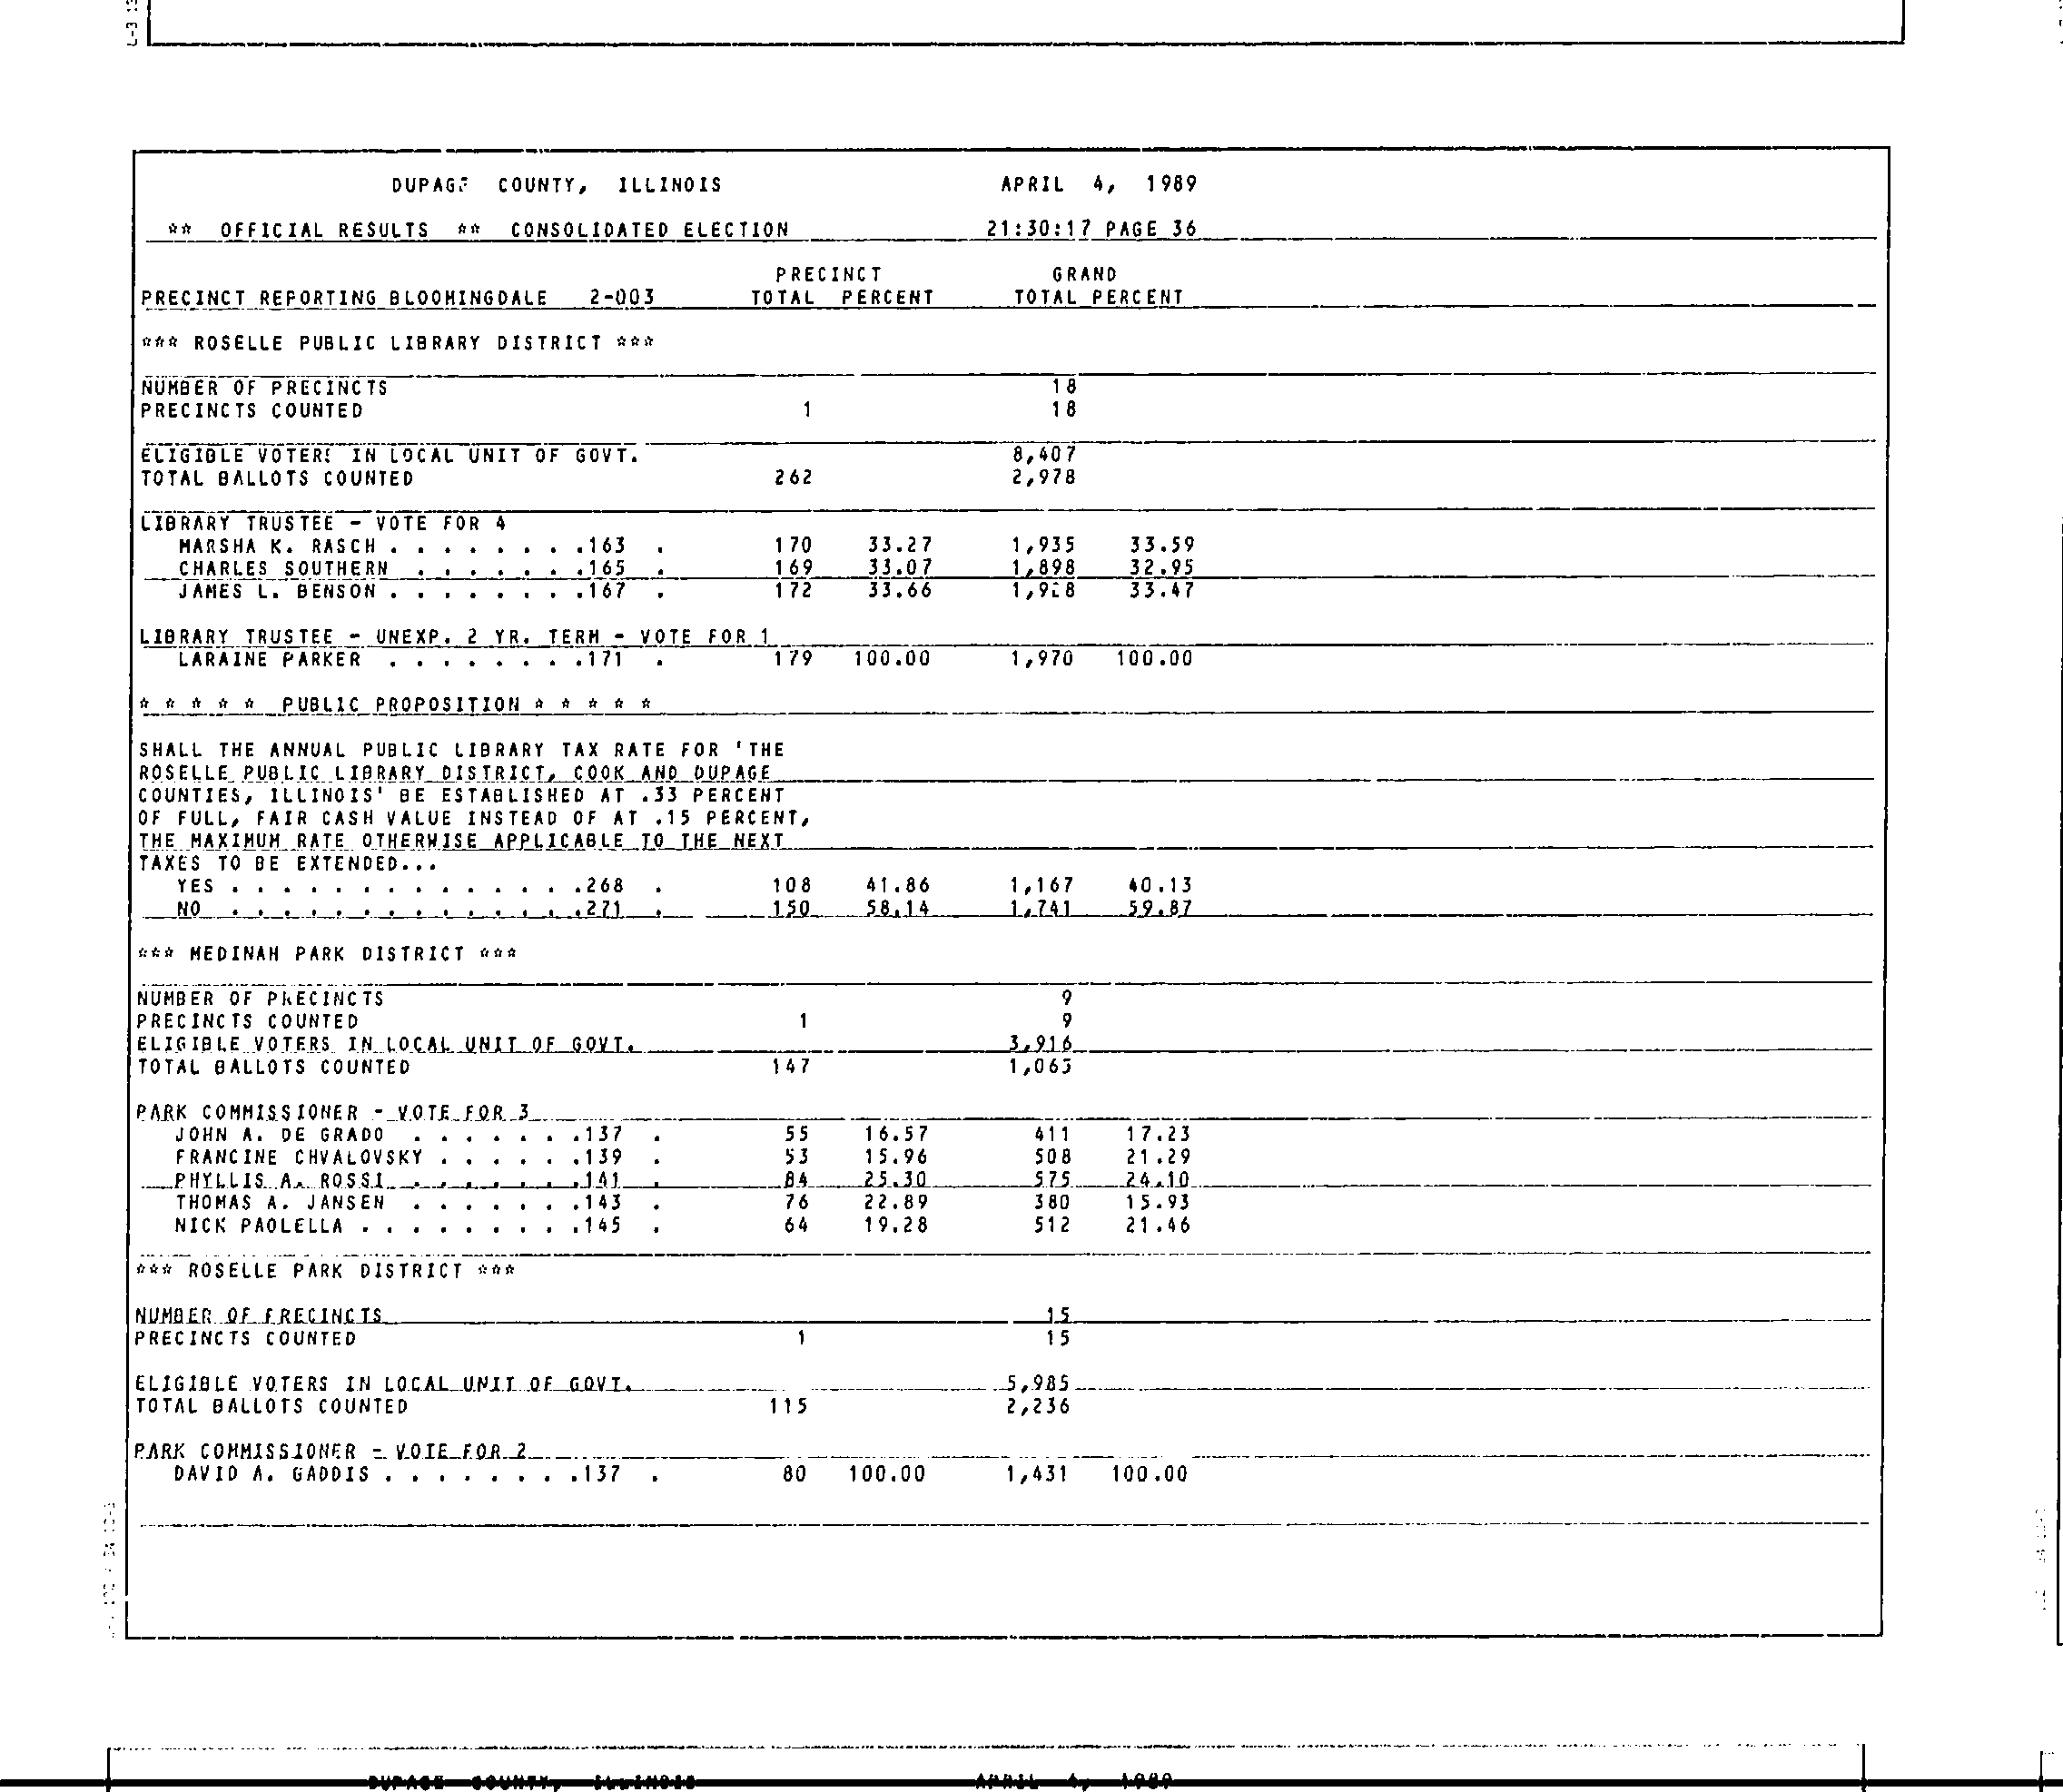 DUPAGE COUNTY, ILLINOIS APRIL 4, 1989
** OFFICIAL RESULTS ** CONSOLIDATED ELECTION 21:30:17 PAGE 36
PRECINCT GRAND
PRECINCT REPORTING BLOOMINGDALE 2-003 TOTAL PERCENT TOTAL PERCENT
*** ROSELLE PUBLIC LIBRARY DISTRICT ***
NUMBER OF PRECINCTS 18
PRECINCTS COUNTED 1 18
ELIGIBLE VOTERS IN LOCAL UNIT OF GOVT. 8,407
TOTAL BALLOTS COUNTED 262 2,978
LIBRARY TRUSTEE - VOTE FOR 4
MARSHA K. RASCH . . . . . . . .163 . 170 33.27 1,935 33.59
CHARLES SOUTHERN . . . . . . .165 . 169 33.07 1,898 32.95
JAMES L. BENSON . . . . . . . .167 . 172 33.66 1,928 33.47
LIBRARY TRUSTEE - UNEXP. 2 YR. TERM - VOTE FOR 1
LARAINE PARKER . . . . . . . .171 . 179 100.00 1,970 100.00
* * * * * PUBLIC PROPOSITION * * * * *
SHALL THE ANNUAL PUBLIC LIBRARY TAX RATE FOR 'THE
ROSELLE PUBLIC LIBRARY DISTRICT, COOK AND DUPAGE
COUNTIES, ILLINOIS' BE ESTABLISHED AT .33 PERCENT
OF FULL, FAIR CASH VALUE INSTEAD OF AT .15 PERCENT,
THE MAXIMUM RATE OTHERWISE APPLICABLE TO THE NEXT
TAXES TO BE EXTENDED...
YES . . . . . . . . . . . . . .268 . 108 41.86 1,167 40.13
NO . . . . . . . . . . . . . .271 . 150 58.14 1,741 59.87
*** MEDINAH PARK DISTRICT ***
NUMBER OF PRECINCTS 9
PRECINCTS COUNTED 1 9
ELIGIBLE VOTERS IN LOCAL UNIT OF GOVT. 3,916
TOTAL BALLOTS COUNTED 147 1,063
PARK COMMISSIONER - VOTE FOR 3
JOHN A. DE GRADO . . . . . . .137 . 55 16.57 411 17.23
FRANCINE CHVALOVSKY . . . . . .139 . 53 15.96 508 21.29
PHYLLIS A. ROSSI . . . . . . .141 . 84 25.30 575 24.10
THOMAS A. JANSEN . . . . . . .143 . 76 22.89 380 15.93
NICK PAOLELLA . . . . . . . . .145 . 64 19.28 512 21.46
*** ROSELLE PARK DISTRICT ***
NUMBER OF PRECINCTS 15
PRECINCTS COUNTED 1 15
ELIGIBLE VOTERS IN LOCAL UNIT OF GOVT. 5,985
TOTAL BALLOTS COUNTED 115 2,236
PARK COMMISSIONER - VOTE FOR 2
DAVID A. GADDIS . . . . . . . .137 . 80 100.00 1,431 100.00
DUPAGE COUNTY, ILLINOIS APRIL 4, 1989